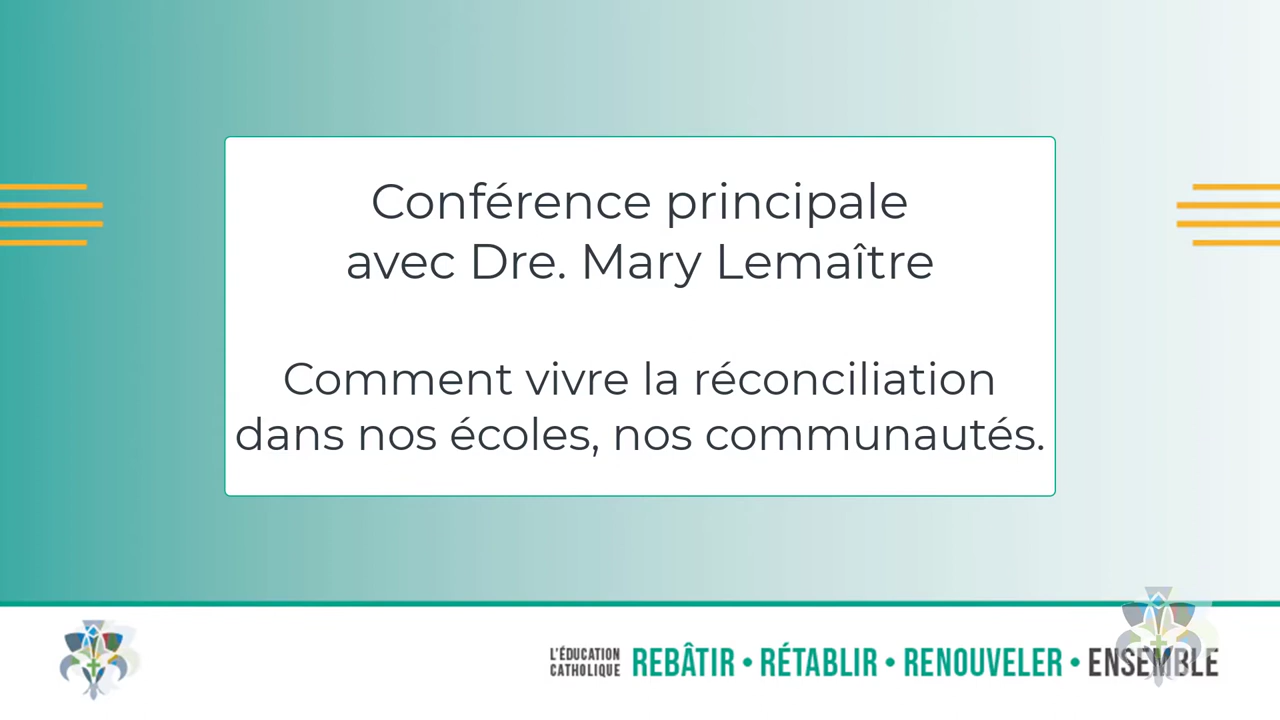 Conférence principale
avec Dre. Mary Lemaître
Comment vivre la réconciliation
dans nos écoles, nos communautés.
L'ÉDUCATION
CATHOLIQUE
REBÂTIR • RÉTABLIR • RENOUVELER • ENSEMBLE